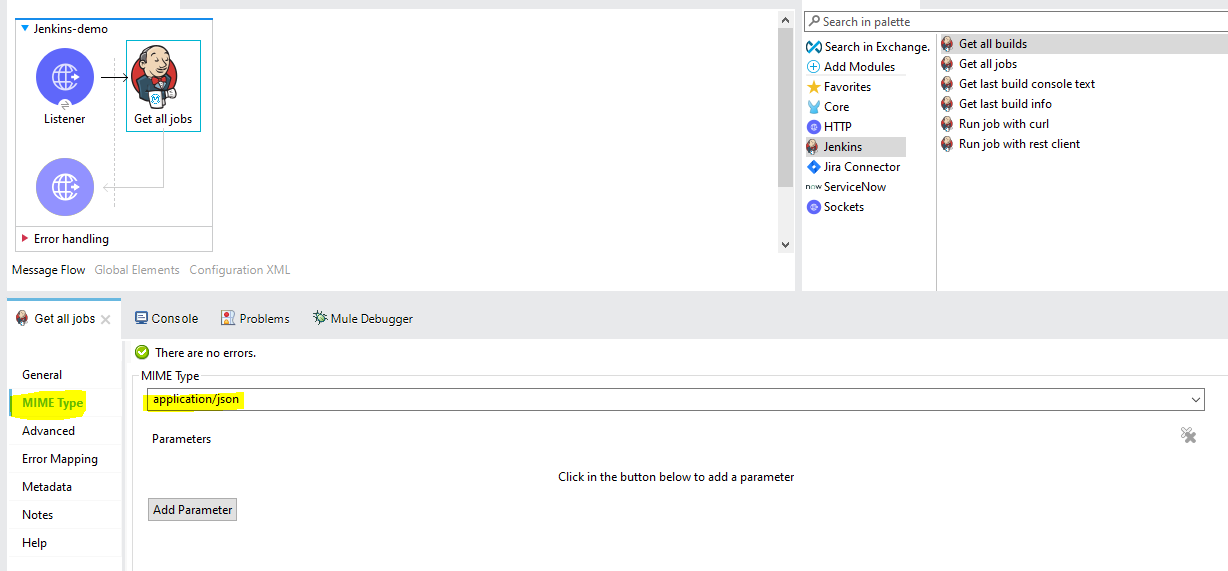 Jenkins-demo
Listener
Get all jobs
Error handling
Message Flow Global Elements Configuration XML
Search in palette
Search in Exchange.
Add Modules
Favorites
Core
HTTP
Jenkins
Jira Connector
now ServiceNow
Sockets
Get all builds
Get all jobs
Get last build console text
Get last build info
Run job with curl
Run job with rest client
Get all jobs Console Problems Mule Debugger
There are no errors.
General
MIME Type
Advanced
Error Mapping
Metadata
Notes
Help
MIME Type
application/json
Parameters
Click in the button below to add a parameter
Add Parameter